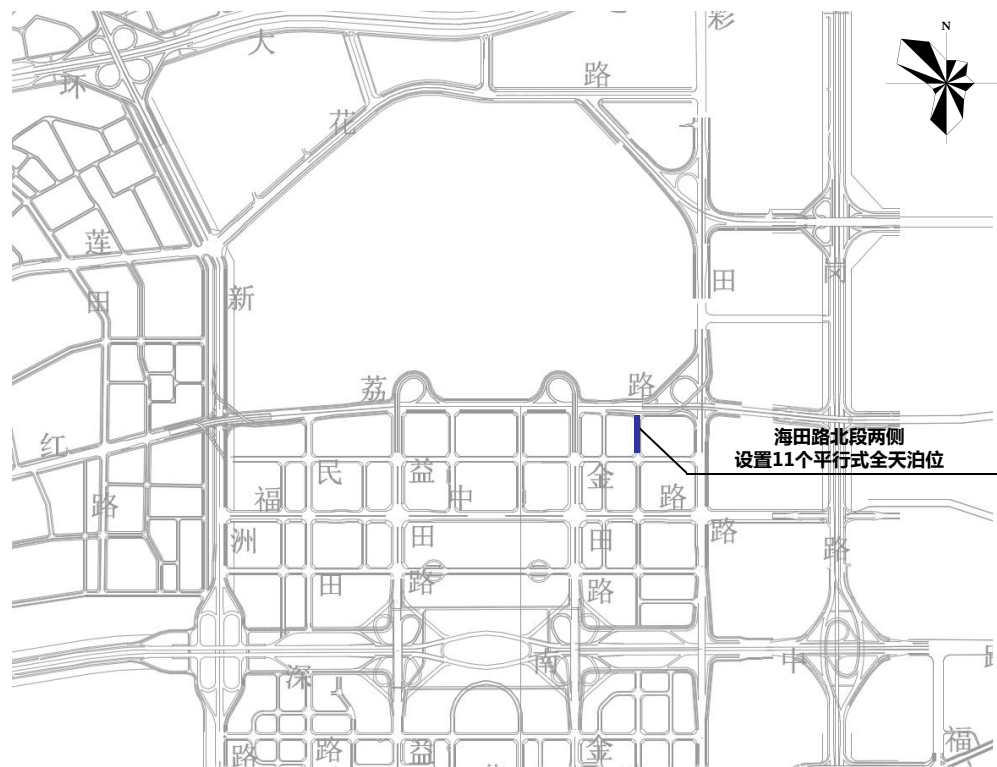 N
彩
大
路
环
花
莲
田
岗
田
新
荔
路
红
海田路北段两侧
设置11个平行式全天泊位
民
益
金
路
福
中
路
洲
田
田
路
路
田
路
路
深
南
中
路
路
益
金
福